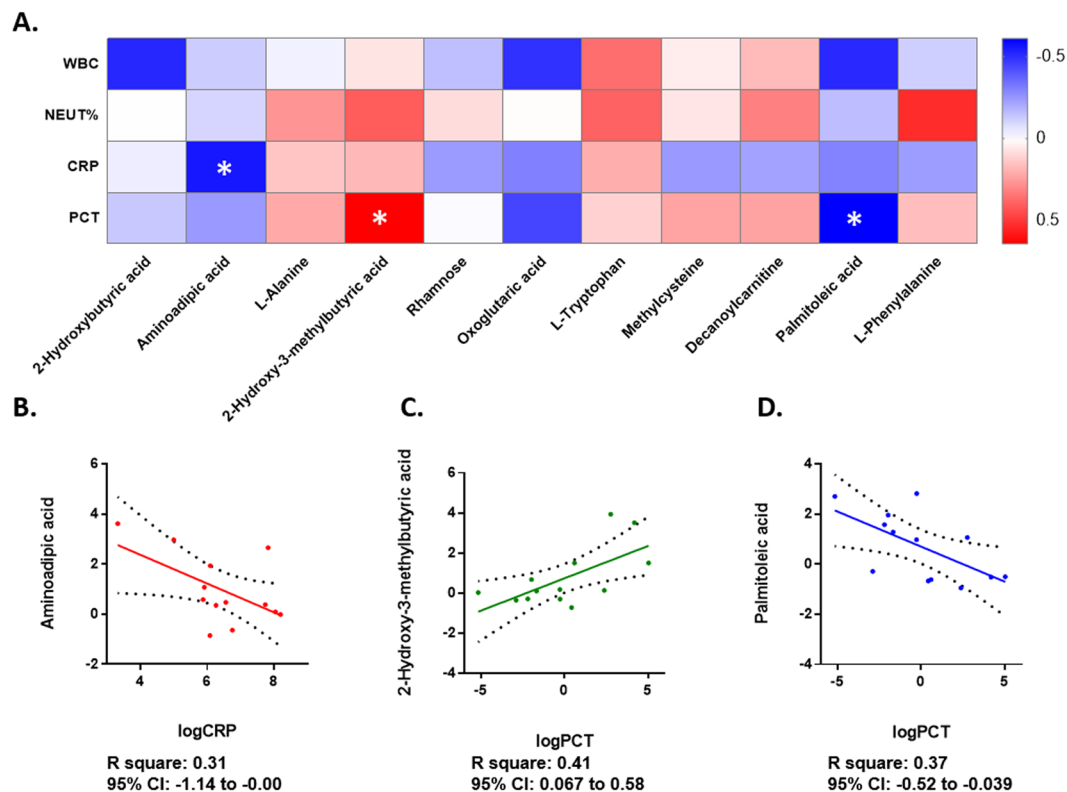 A.
WBC
NEUT%
CRP
PCT
*
*
*
-0.5
0
0.5
2-Hydroxybutyric acid
Aminoadipic acid
L-Alanine
2-Hydroxy-3-methylbutyric acid
Rhamnose
Oxoglutaric acid
L-Tryptophan
Methylcysteine
Decanoylcarnitine
Palmitoleic acid
L-Phenylalanine
B.
Aminoadipic acid
6
4
2
0
-2
4
6
8
logCRP
R square: 0.31
95% CI: -1.14 to -0.00
C.
2-Hydroxy-3-methylbutyric acid
6
4
2
0
-2
-4
-5
0
5
logPCT
R square: 0.41
95% CI: 0.067 to 0.58
D.
Palmitoleic acid
4
2
0
-2
-4
-5
0
5
logPCT
R square: 0.37
95% CI: -0.52 to -0.039